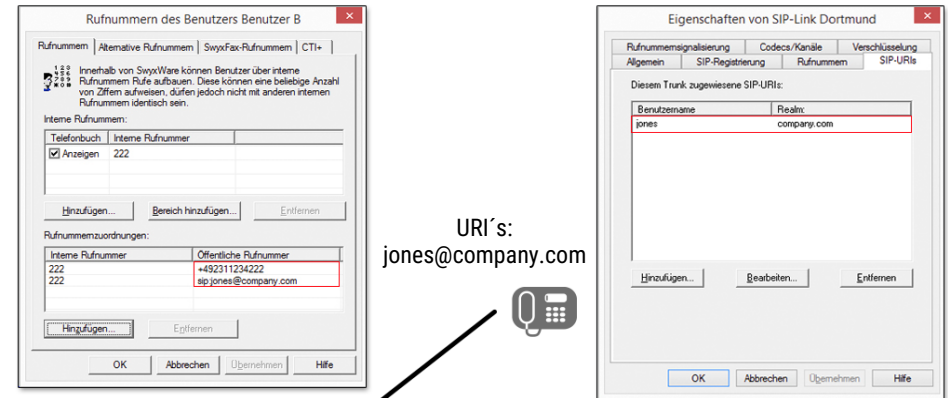 Rufnummern des Benutzers Benutzer B
Rufnummern Alternative Rufnummern SwyxFax-Rufnummern CTI+
Innerhalb von SwyxWare können Benutzer über interne
Rufnummern Rufe aufbauen. Diese können eine beliebige Anzahl
von Ziffern aufweisen, dürfen jedoch nicht mit anderen internen
Rufnummern identisch sein.
Interne Rufnummern:
Telefonbuch Interne Rufnummer
Anzeigen 222
Hinzufügen... Bereich hinzufügen... Entfernen
Rufnummernzuordnungen:
Interne Rufnummer Öffentliche Rufnummer
222 +492311234222
222 sip:jones@company.com
Hinzufügen... Entfernen
OK Abbrechen Übernehmen Hilfe
URI´s:
jones@company.com
Eigenschaften von SIP-Link Dortmund
Rufnummernsignalisierung Codecs/Kanäle Verschlüsselung
Allgemein SIP-Registrierung Rufnummern SIP-URIs
Diesem Trunk zugewiesene SIP-URIs:
Benutzername Realm:
jones company.com
Hinzufügen... Bearbeiten... Entfernen
OK Abbrechen Übernehmen Hilfe